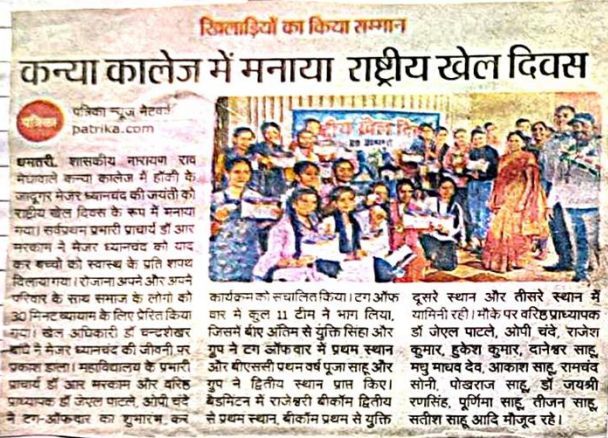 खिलाड़ियों का किया सम्मान
कन्या कालेज में मनाया राष्ट्रीय खेल दिवस
पत्रिका
पत्रिका न्यूज नेटवर्क
patrika.com
धमतरी. शासकीय नारायण राव
मेघावाले कन्या कालेज में हॉकी के
जादूगर मेजर ध्यानचंद की जयंती को
राष्ट्रीय खेल दिवस के रूप में मनाया
गया। सर्वप्रथम प्रभारी प्राचार्य डॉ आर
मरकाम ने मेजर ध्यानचंद को याद
कर बच्चों को स्वास्थ के प्रति शपथ
दिलाया गया। रोजाना अपने और अपने
परिवार के साथ समाज के लोगों को
30 मिनट व्यायाम के लिए प्रेरित किया
गया। खेल अधिकारी डॉ चन्द्रशेखर
ने मेजर ध्यानचंद की जीवनी पर
प्रकाश डाला। महाविद्यालय के प्रभारी
प्राचार्य डॉ आर मरकाम और वरिष्ठ
प्राध्यापक डॉ जेएल पाटले, ओपी चंदे
ने टग-ऑफवार का शुभारंभ कर
राष्ट्रीय खेल दि
कार्यक्रम को संचालित किया। टग ऑफ
वार में कुल 11 टीम ने भाग लिया,
जिसमें बीए अंतिम से युक्ति सिंहा और
ग्रुप ने टग ऑफ वार में प्रथम स्थान
और बीएससी प्रथम वर्ष पूजा साहू और
ग्रुप ने द्वितीय स्थान प्राप्त किए।
बैडमिंटन में राजेश्वरी बीकॉम द्वितीय
से प्रथम स्थान, बीकॉम प्रथम से युक्ति
दूसरे स्थान और तीसरे स्थान में
यामिनी रही। मौके पर वरिष्ठ प्राध्यापक
डॉ जेएल पाटले, ओपी चंदे, राजेश
कुमार, हुकेश कुमार, दानेश्वर साहू,
मधु माधव देव, आकाश साहू, रामचंद
सोनी, पोखराज साहू, डॉ जयश्री
रणसिंह, पूर्णिमा साहू, तीजन साहू,
सतीश साहू आदि मौजूद रहे।